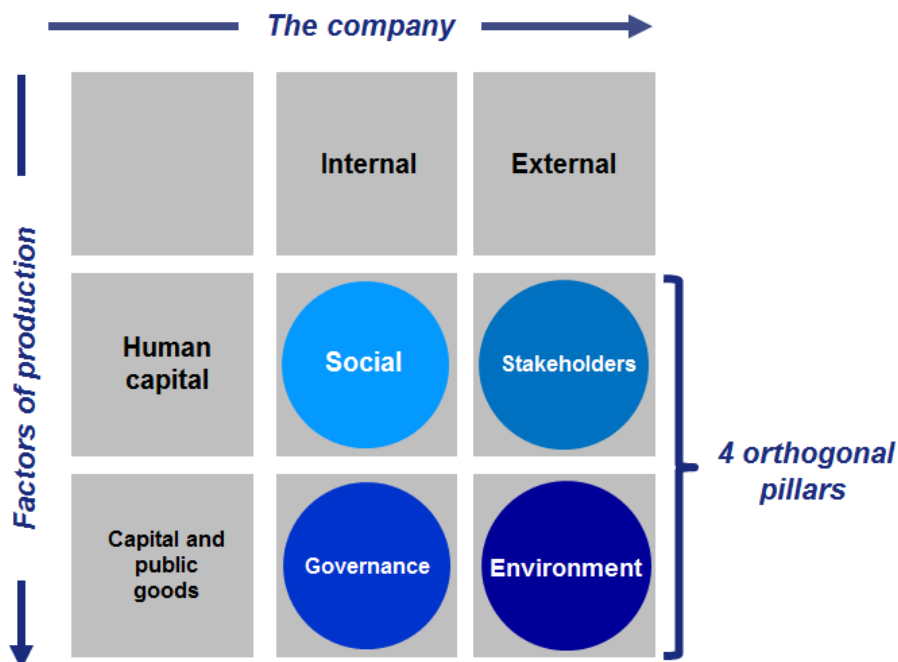 The company
Factors of production
Internal
External
Human
capital
Social
Stakeholders
4 orthogonal
pillars
Capital and
public
goods
Governance
Environment